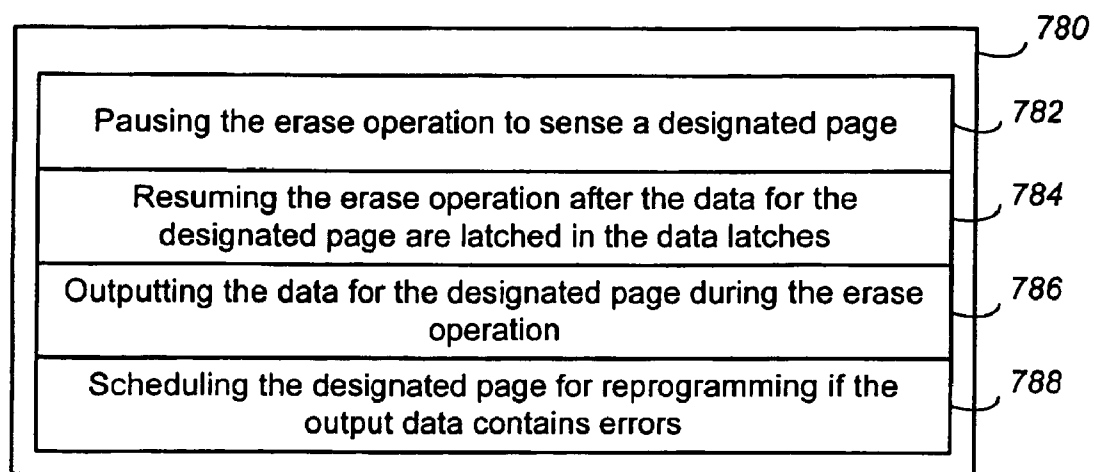 780
Pausing the erase operation to sense a designated page
782
Resuming the erase operation after the data for the
designated page are latched in the data latches
784
Outputting the data for the designated page during the erase
operation
786
Scheduling the designated page for reprogramming if the
output data contains errors
788